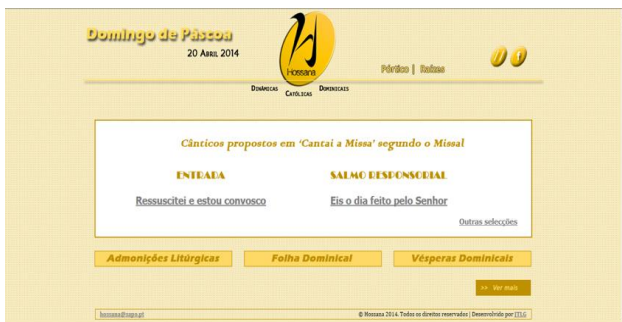 Domingo de Páscoa
20 Abril 2014
Hossana
Pórtico | Raízes
Dinâmicas Católicas Dominicais
Cânticos propostos em 'Cantai a Missa' segundo o Missal
ENTRADA
SALMO RESPONSORIAL
Ressuscitei e estou convosco
Eis o dia feito pelo Senhor
Outras selecções
Admonições Litúrgicas
Folha Dominical
Vésperas Dominicais
>> Ver mais
hossana@sapo.pt
© Hossana 2014. Todos os direitos reservados | Desenvolvido por ITLG